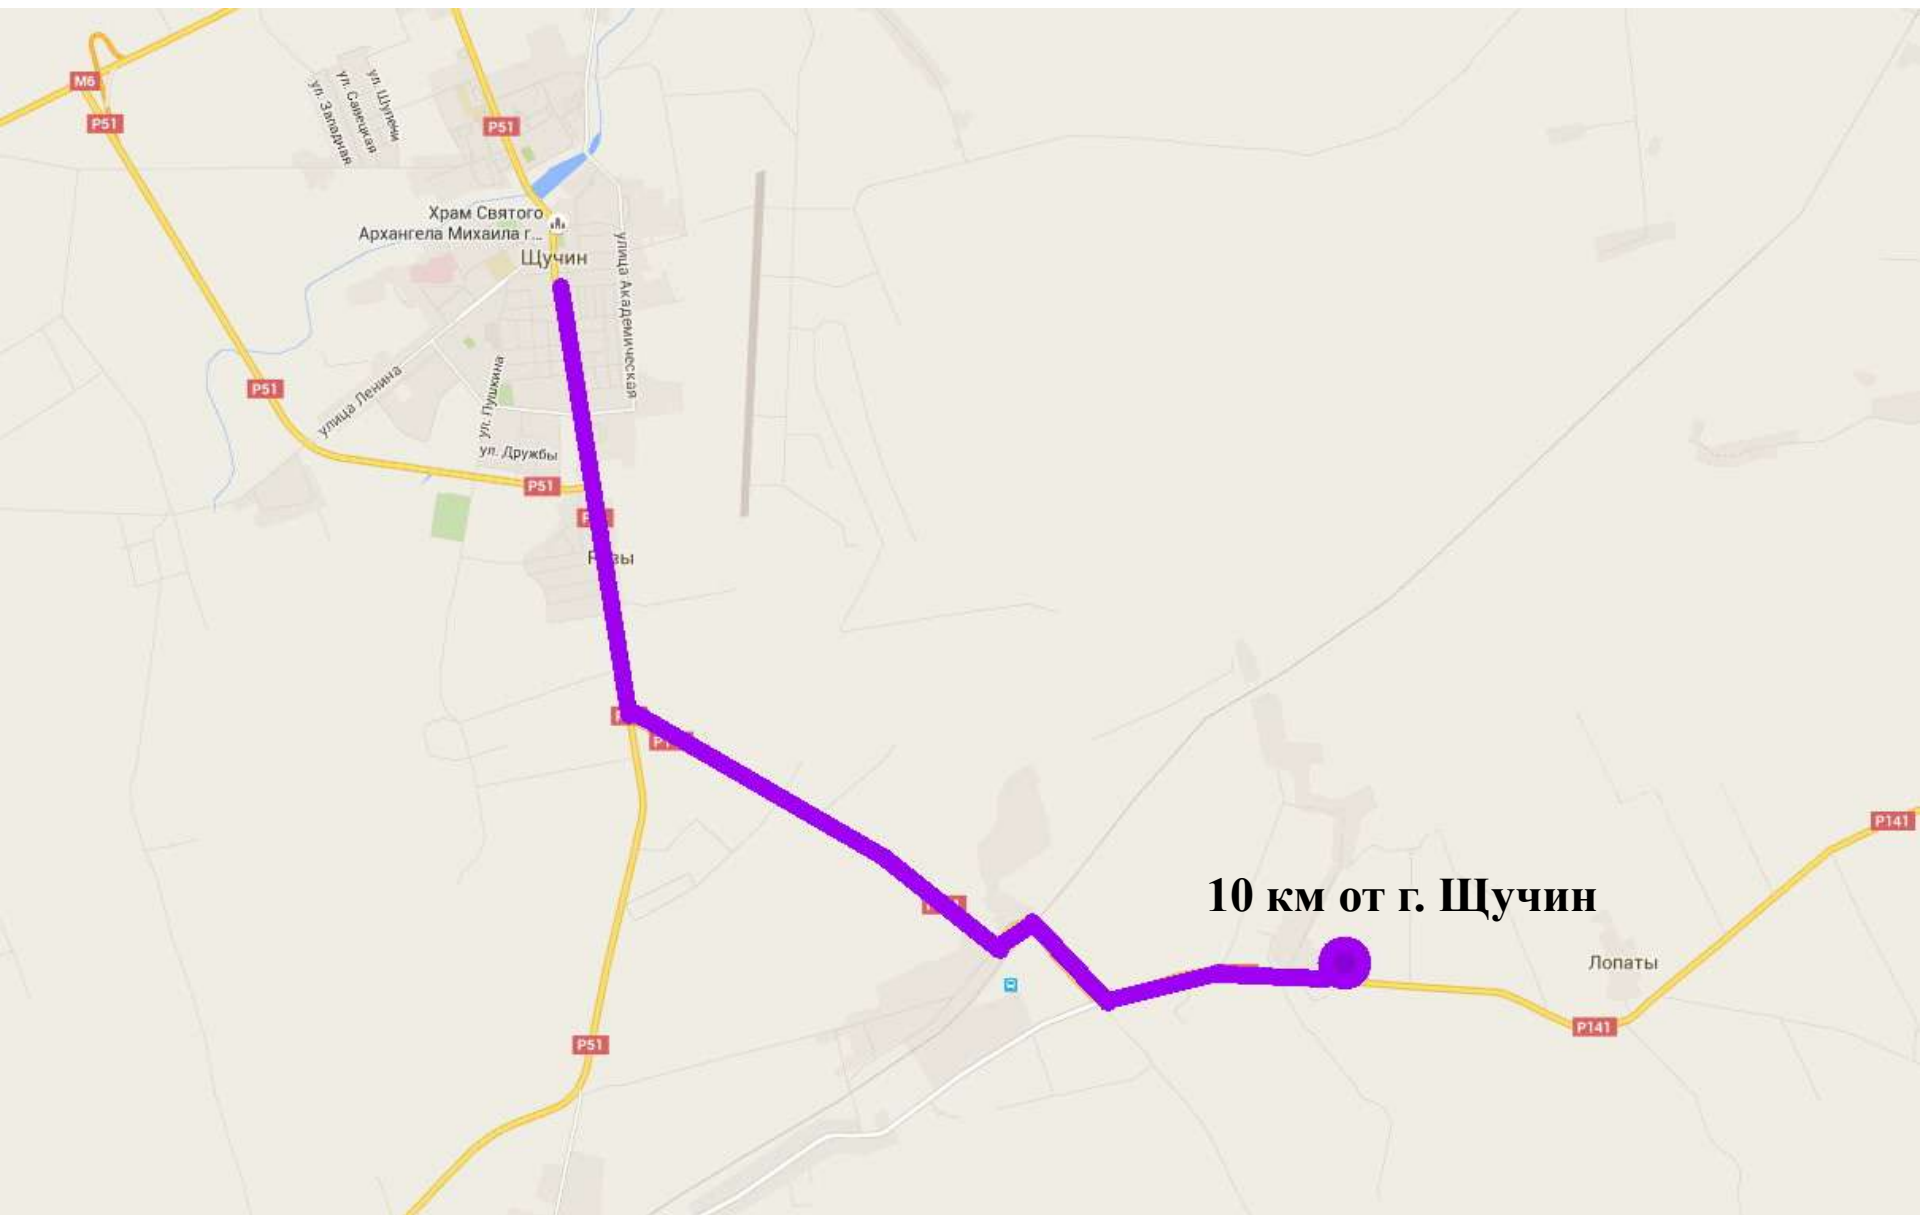 M6
P51
ул. Западная
ул. Савецкая
ул. Шупени
P51
Храм Святого
Архангела Михаила г...
Щучин
улица Академическая
P51
улица Ленина
ул. Пушкина
ул. Дружбы
P51
P141
10 км от г. Щучин
Лопаты
P141
P51